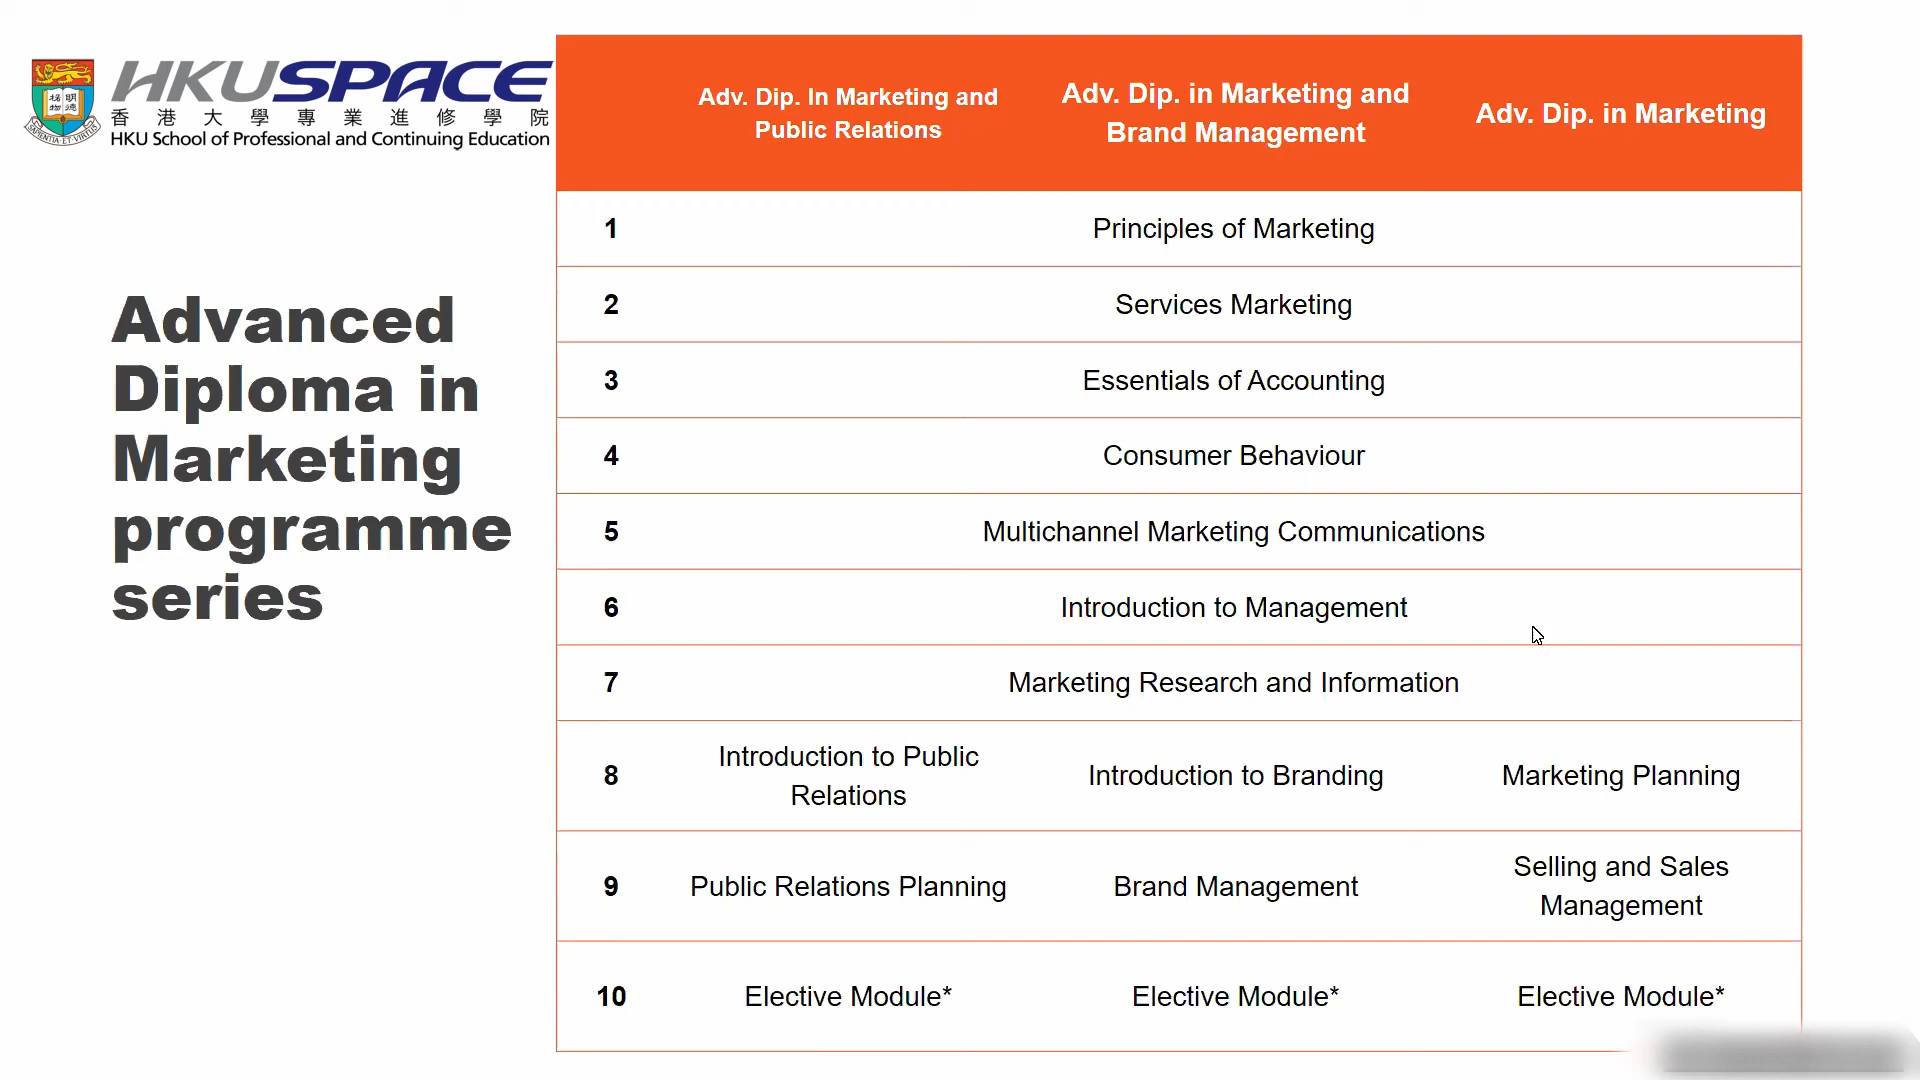 HKUSPACE
香港大學專業進修學院
HKU School of Professional and Continuing Education
Advanced
Diploma in
Marketing
programme
series
Adv. Dip. In Marketing and
Public Relations
Adv. Dip. in Marketing and
Brand Management
Adv. Dip. in Marketing
1
Principles of Marketing
2
Services Marketing
3
Essentials of Accounting
4
Consumer Behaviour
5
Multichannel Marketing Communications
6
Introduction to Management
7
Marketing Research and Information
8
Introduction to Public
Relations
Introduction to Branding
Marketing Planning
9
Public Relations Planning
Brand Management
Selling and Sales
Management
10
Elective Module*
Elective Module*
Elective Module*